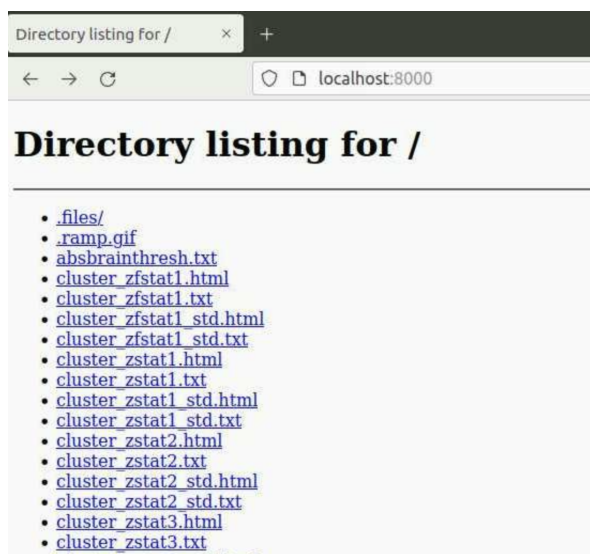 Directory listing for /
localhost:8000
Directory listing for /
.files/
.ramp.gif
absbrainthresh.txt
cluster_zfstat1.html
cluster_zfstat1.txt
cluster_zfstat1_std.html
cluster_zfstat1_std.txt
cluster_zstat1.html
cluster_zstat1.txt
cluster_zstat1_std.html
cluster_zstat1_std.txt
cluster_zstat2.html
cluster_zstat2.txt
cluster_zstat2_std.html
cluster_zstat2_std.txt
cluster_zstat3.html
cluster_zstat3.txt